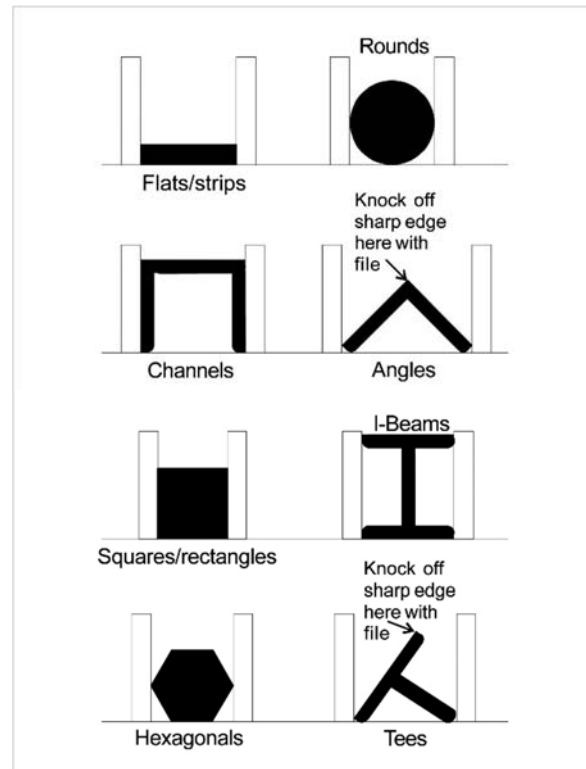 Rounds
Flats/strips
Knock off
sharp edge
here with
file
Channels
Angles
I-Beams
Squares/rectangles
Knock off
sharp edge
here with
file
Hexagonals
Tees